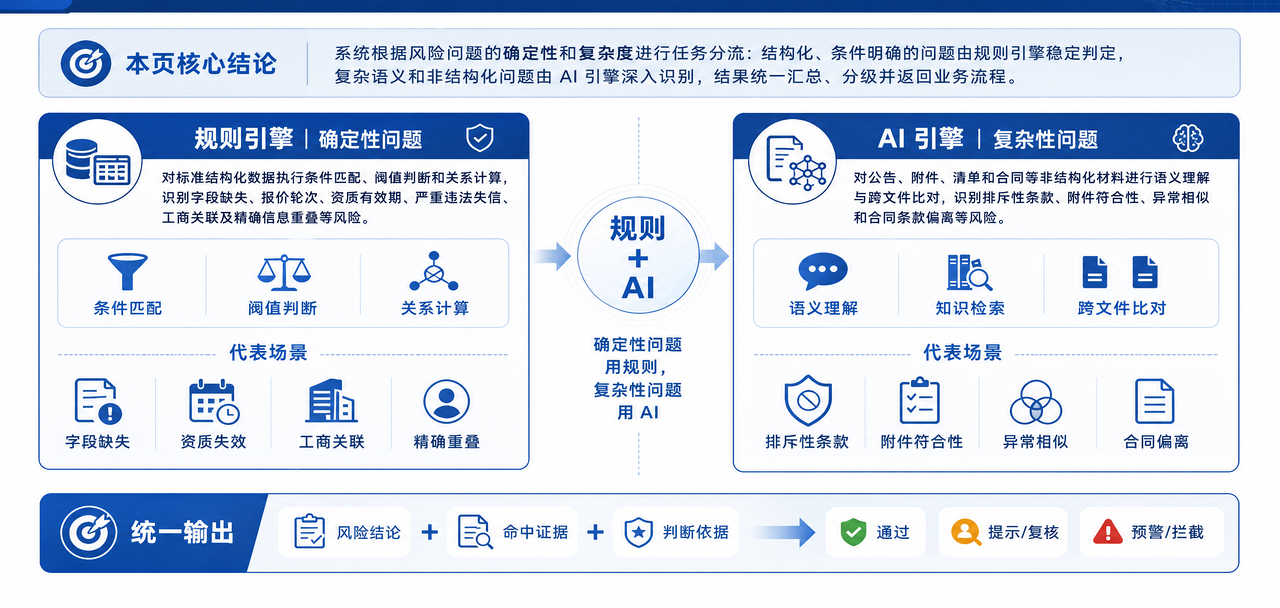 本页核心结论
系统根据风险问题的确定性和复杂度进行任务分流：结构化、条件明确的问题由规则引擎稳定判定，
复杂语义和非结构化问题由 AI 引擎深入识别，结果统一汇总、分级并返回业务流程。
规则引擎｜确定性问题
对标准结构化数据执行条件匹配、阈值判断和关系计算，
识别字段缺失、报价轮次、资质有效期、严重违法失信、
工商关联及精确信息重叠等风险。
条件匹配
阈值判断
关系计算
代表场景
字段缺失
资质失效
工商关联
精确重叠
规则
+
AI
确定性问题
用规则，
复杂性问题
用 AI
AI 引擎｜复杂性问题
对公告、附件、清单和合同等非结构化材料进行语义理解
与跨文件比对，识别排斥性条款、附件符合性、异常相似
和合同条款偏离等风险。
语义理解
知识检索
跨文件比对
代表场景
排斥性条款
附件符合性
异常相似
合同偏离
统一输出
风险结论 + 命中证据 + 判断依据
通过
提示/复核
预警/拦截